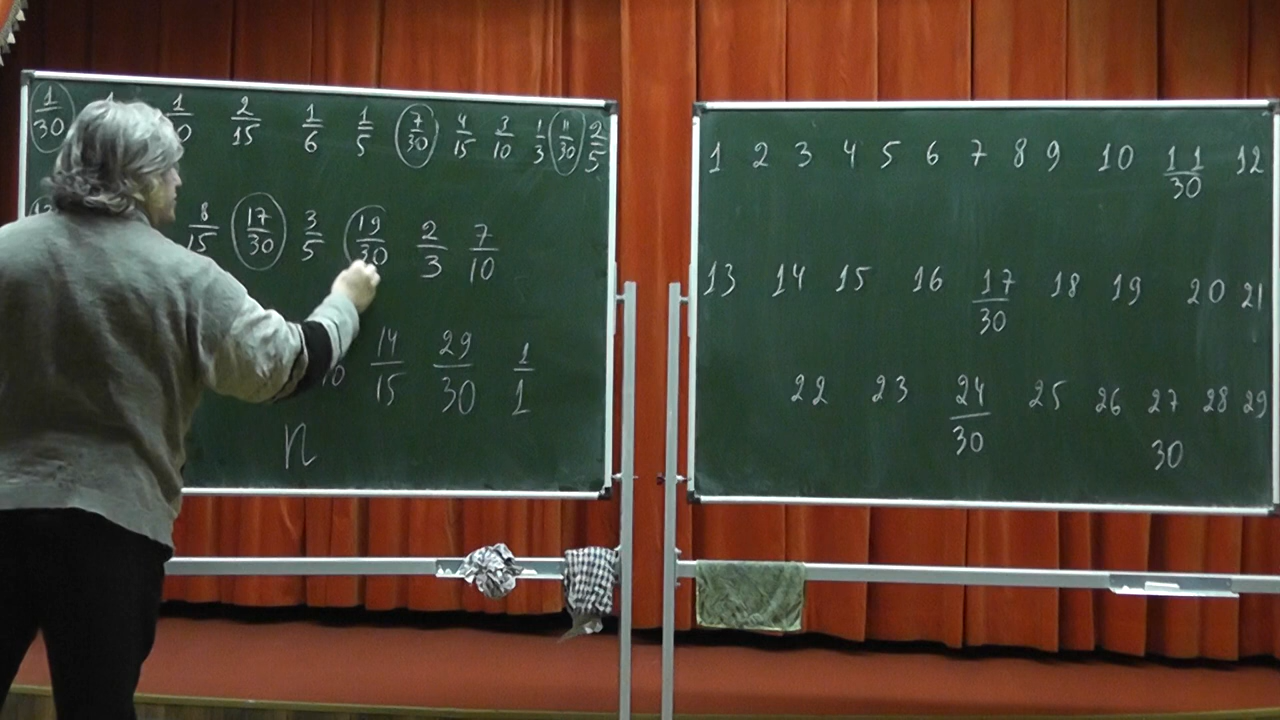 1/30 1 1/ 2/15 1/6 1/5 7/30 4/15 3/10 1/3 11/30 2/5
8/15 17/30 3/5 19/30 2/3 7/10
14/15 29/30 1/1
n
1 2 3 4 5 6 7 8 9 10 11/30 12
13 14 15 16 17/30 18 19 20 21
22 23 24/30 25 26 27 28 29
30